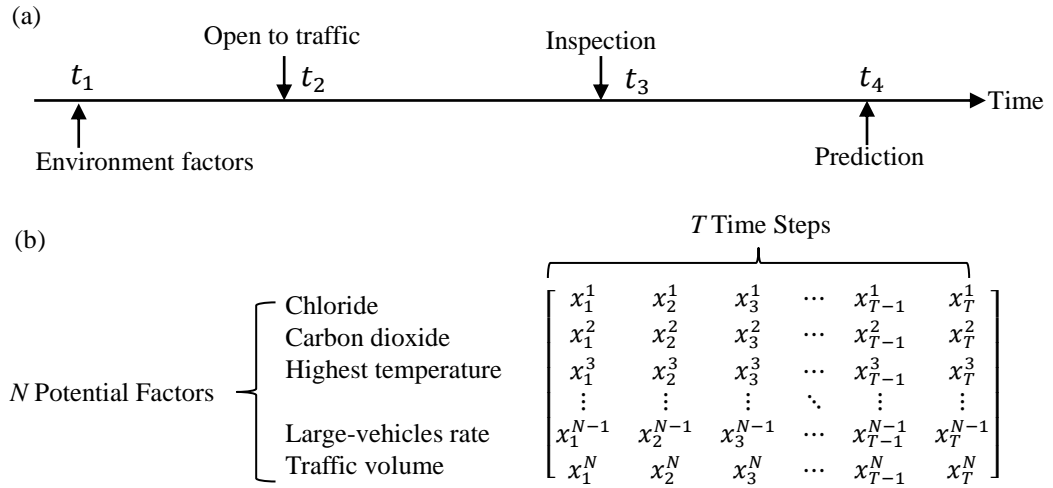 (a)
Open to traffic
Inspection
t₁
t₂
t₃
t₄
Time
Environment factors
Prediction
(b)
T Time Steps
N Potential Factors
Chloride
Carbon dioxide
Highest temperature
Large-vehicles rate
Traffic volume
x_1^1 x_2^1 x_3^1 ⋯ x_{T-1}^1 x_T^1
x_1^2 x_2^2 x_3^2 ⋯ x_{T-1}^2 x_T^2
x_1^3 x_2^3 x_3^3 ⋯ x_{T-1}^3 x_T^3
⋮ ⋮ ⋮ ⋱ ⋮ ⋮
x_1^{N-1} x_2^{N-1} x_3^{N-1} ⋯ x_{T-1}^{N-1} x_T^{N-1}
x_1^N x_2^N x_3^N ⋯ x_{T-1}^N x_T^N